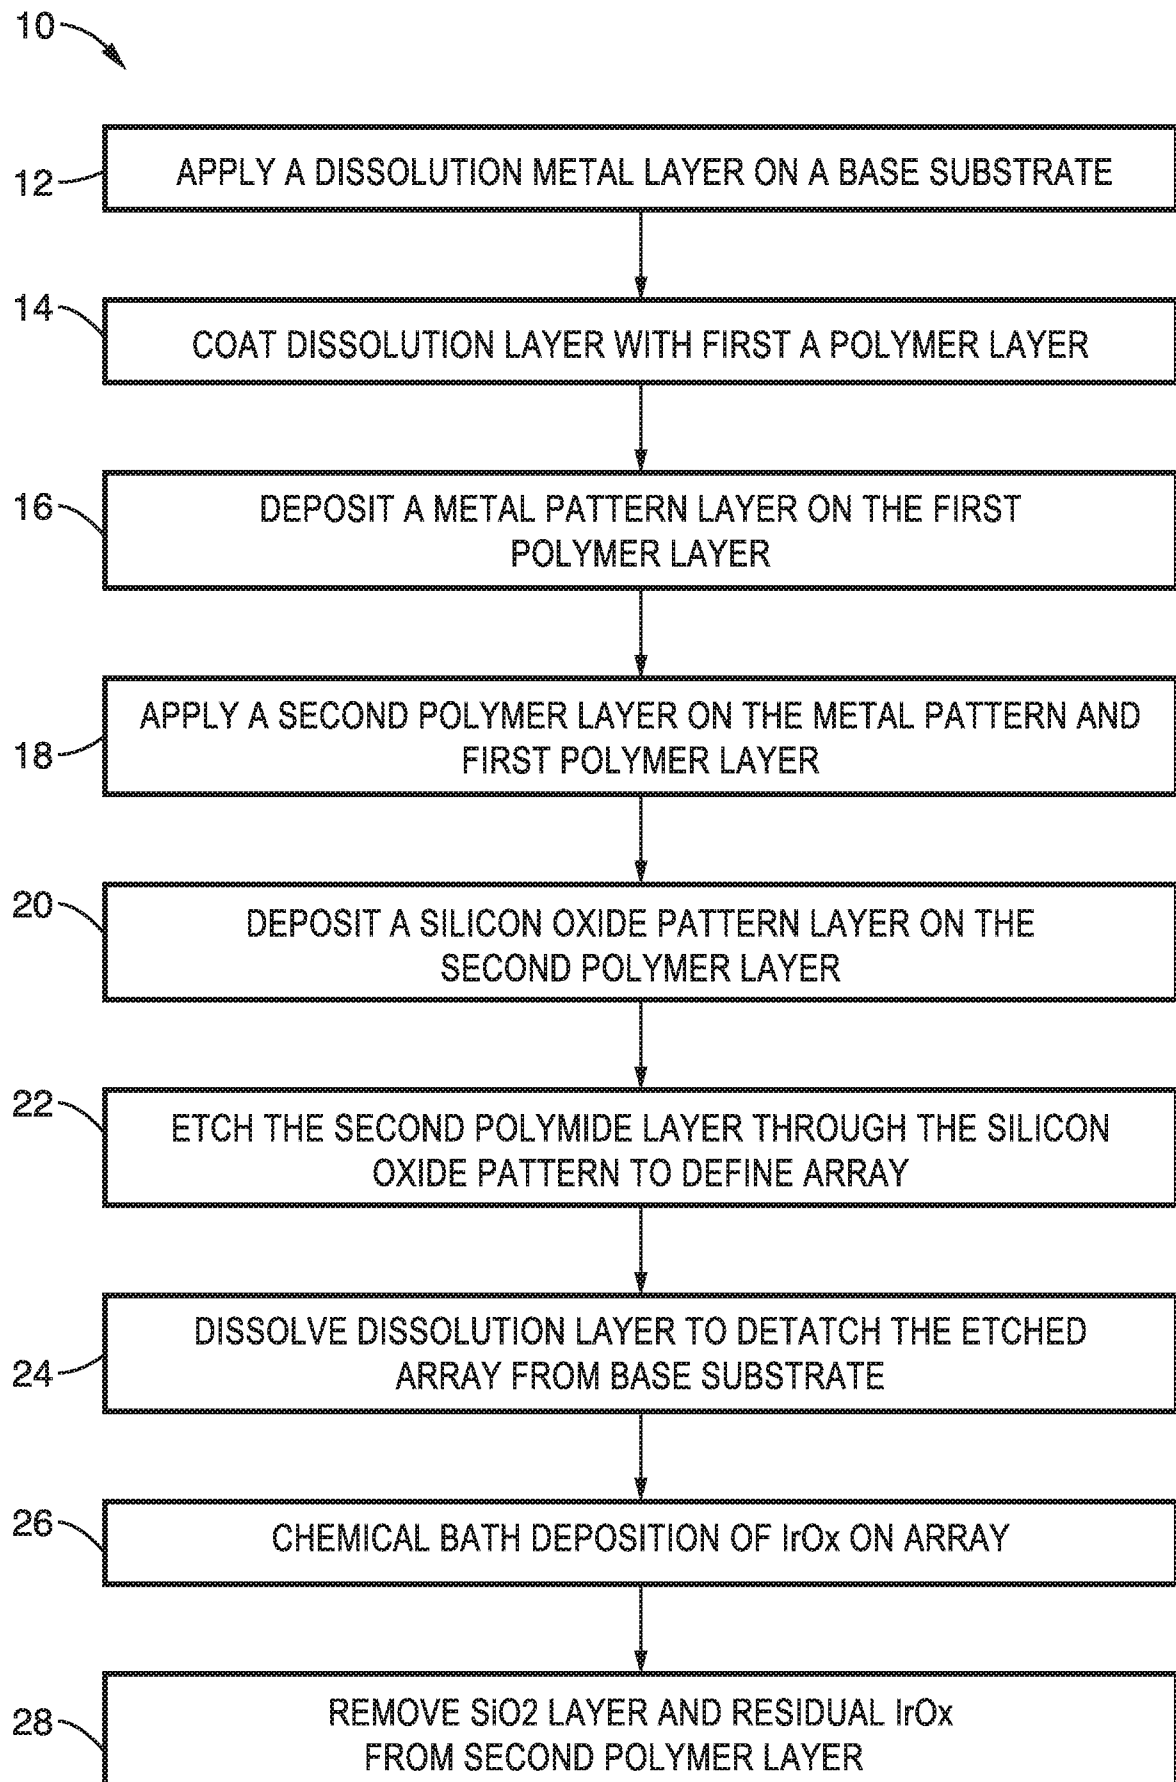 10
12
APPLY A DISSOLUTION METAL LAYER ON A BASE SUBSTRATE
14
COAT DISSOLUTION LAYER WITH FIRST A POLYMER LAYER
16
DEPOSIT A METAL PATTERN LAYER ON THE FIRST
POLYMER LAYER
18
APPLY A SECOND POLYMER LAYER ON THE METAL PATTERN AND
FIRST POLYMER LAYER
20
DEPOSIT A SILICON OXIDE PATTERN LAYER ON THE
SECOND POLYMER LAYER
22
ETCH THE SECOND POLYMIDE LAYER THROUGH THE SILICON
OXIDE PATTERN TO DEFINE ARRAY
24
DISSOLVE DISSOLUTION LAYER TO DETATCH THE ETCHED
ARRAY FROM BASE SUBSTRATE
26
CHEMICAL BATH DEPOSITION OF IrOx ON ARRAY
28
REMOVE SiO2 LAYER AND RESIDUAL IrOx
FROM SECOND POLYMER LAYER